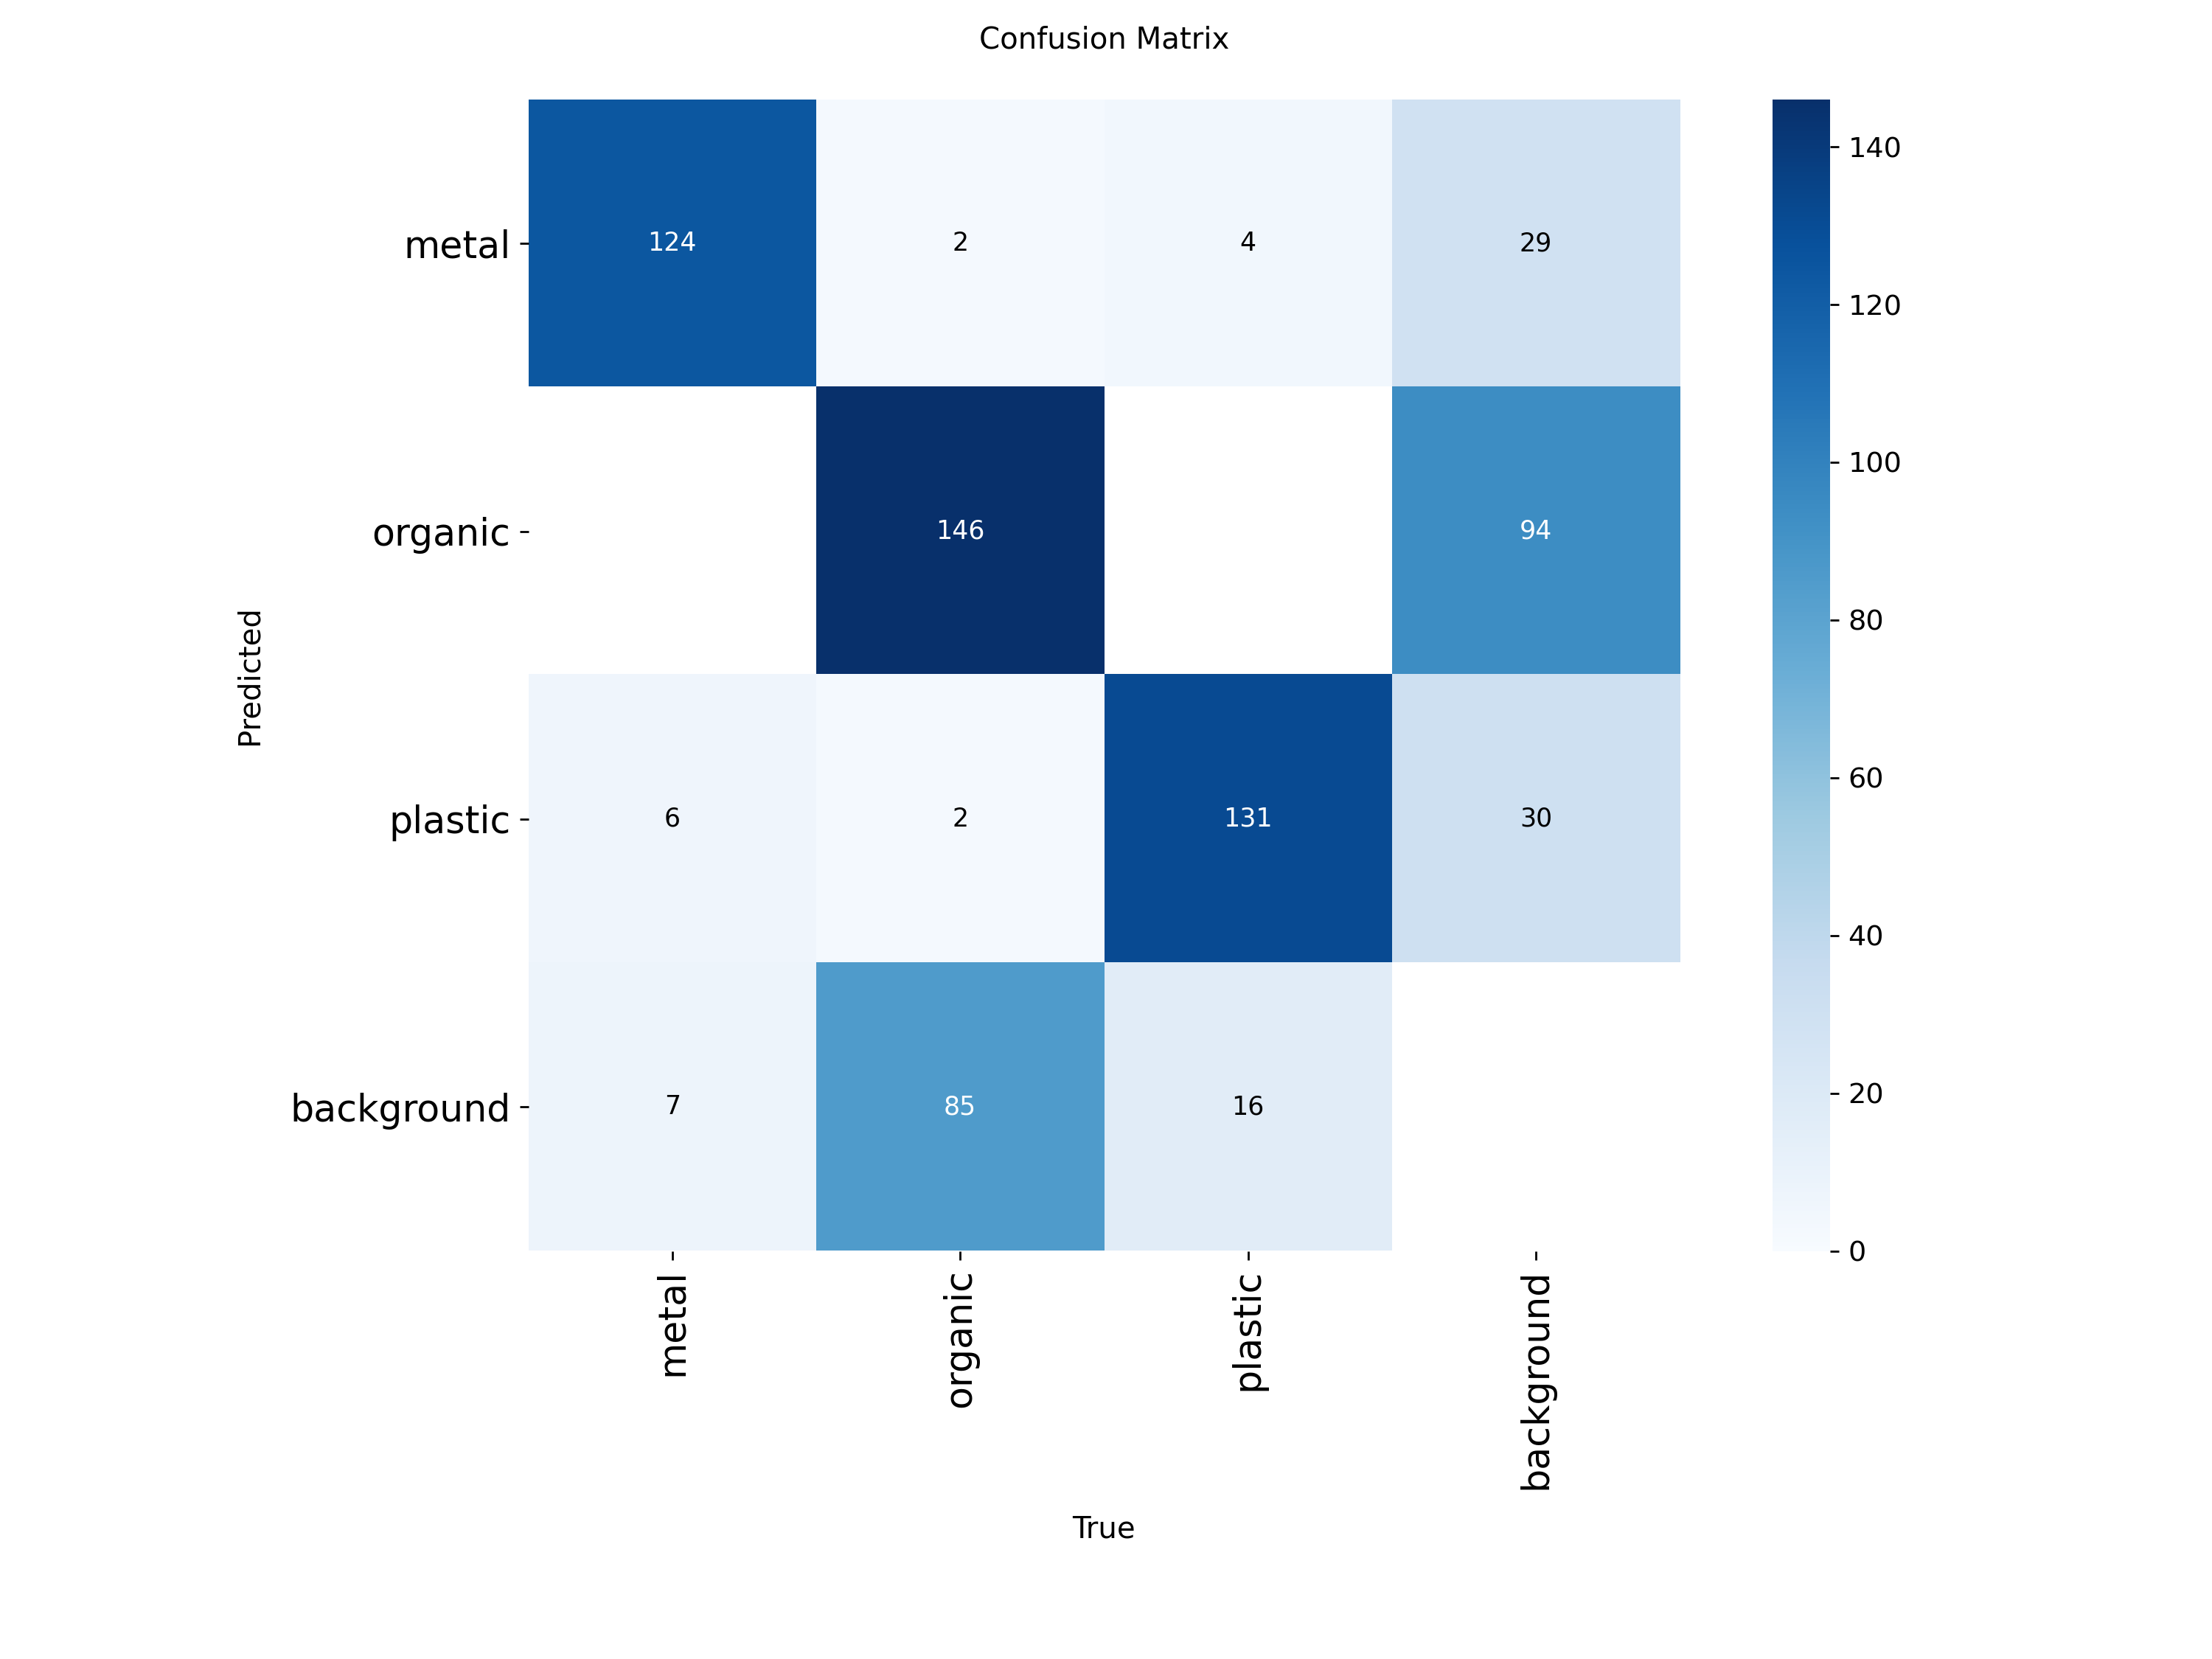 Confusion Matrix
metal 124 2 4 29
organic 146 94
plastic 6 2 131 30
background 7 85 16
Predicted
metal organic plastic background
True
140
120
100
80
60
40
20
0